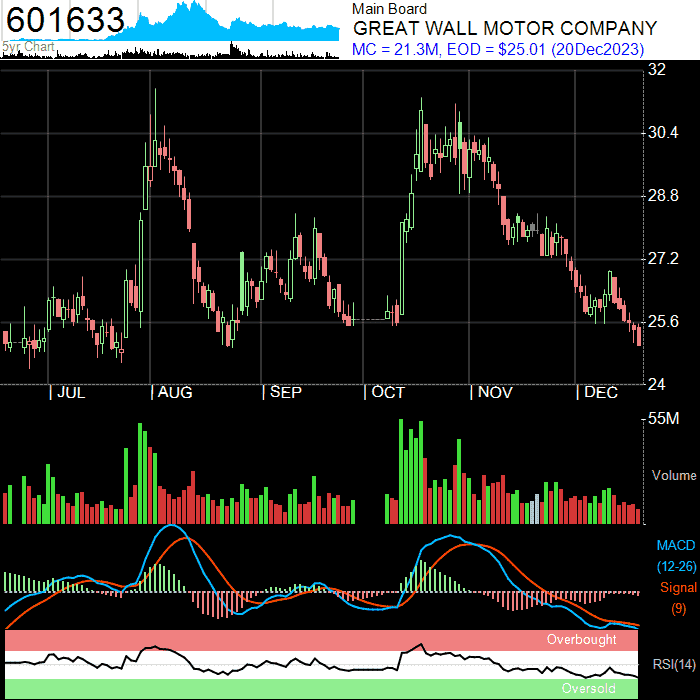 601633
5yr Chart
Main Board
GREAT WALL MOTOR COMPANY
MC = 21.3M, EOD = $25.01 (20Dec2023)
32
30.4
28.8
27.2
25.6
24
JUL AUG SEP OCT NOV DEC
55M
Volume
MACD
(12-26)
Signal
(9)
Overbought
RSI(14)
Oversold